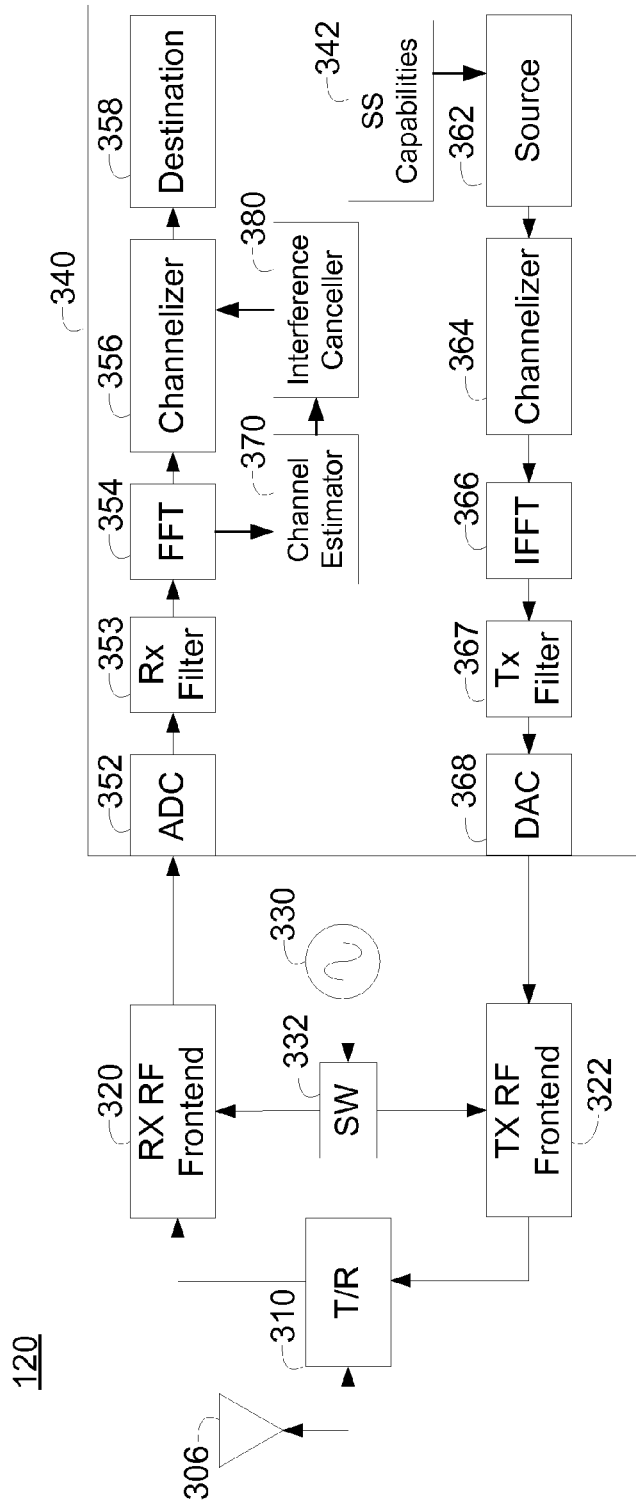 120
306
310
T/R
320
RX RF
Frontend
332
SW
330
322
TX RF
Frontend
340
352
ADC
353
Rx
Filter
354
FFT
356
Channelizer
358
Destination
370
Channel
Estimator
380
Interference
Canceller
342
SS
Capabilities
368
DAC
367
Tx
Filter
366
IFFT
364
Channelizer
362
Source